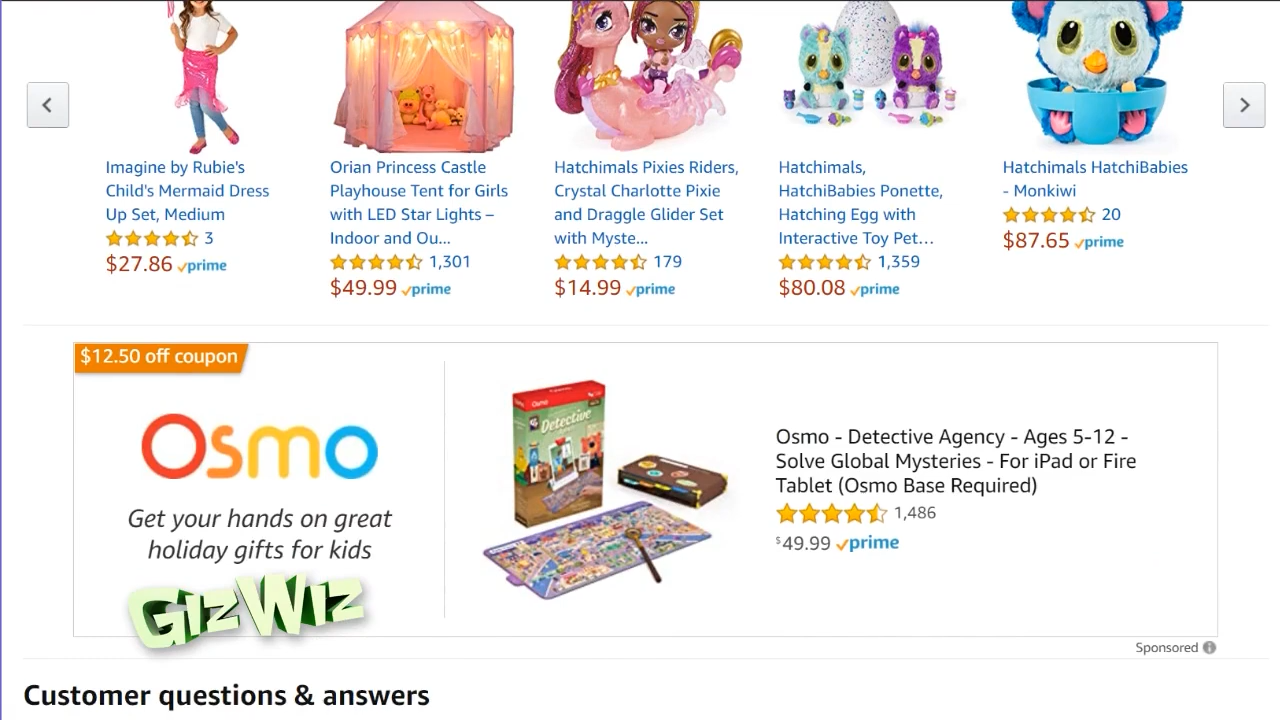 Imagine by Rubie's
Child's Mermaid Dress
Up Set, Medium
3
$27.86 prime
Orian Princess Castle
Playhouse Tent for Girls
with LED Star Lights –
Indoor and Ou...
1,301
$49.99 prime
Hatchimals Pixies Riders,
Crystal Charlotte Pixie
and Draggle Glider Set
with Myste...
179
$14.99 prime
Hatchimals,
HatchiBabies Ponette,
Hatching Egg with
Interactive Toy Pet...
1,359
$80.08 prime
Hatchimals HatchiBabies
- Monkiwi
20
$87.65 prime
$12.50 off coupon
Osmo
Get your hands on great
holiday gifts for kids
GizWiz
Osmo
Detective
Osmo - Detective Agency - Ages 5-12 -
Solve Global Mysteries - For iPad or Fire
Tablet (Osmo Base Required)
1,486
$49.99 prime
Sponsored
Customer questions & answers